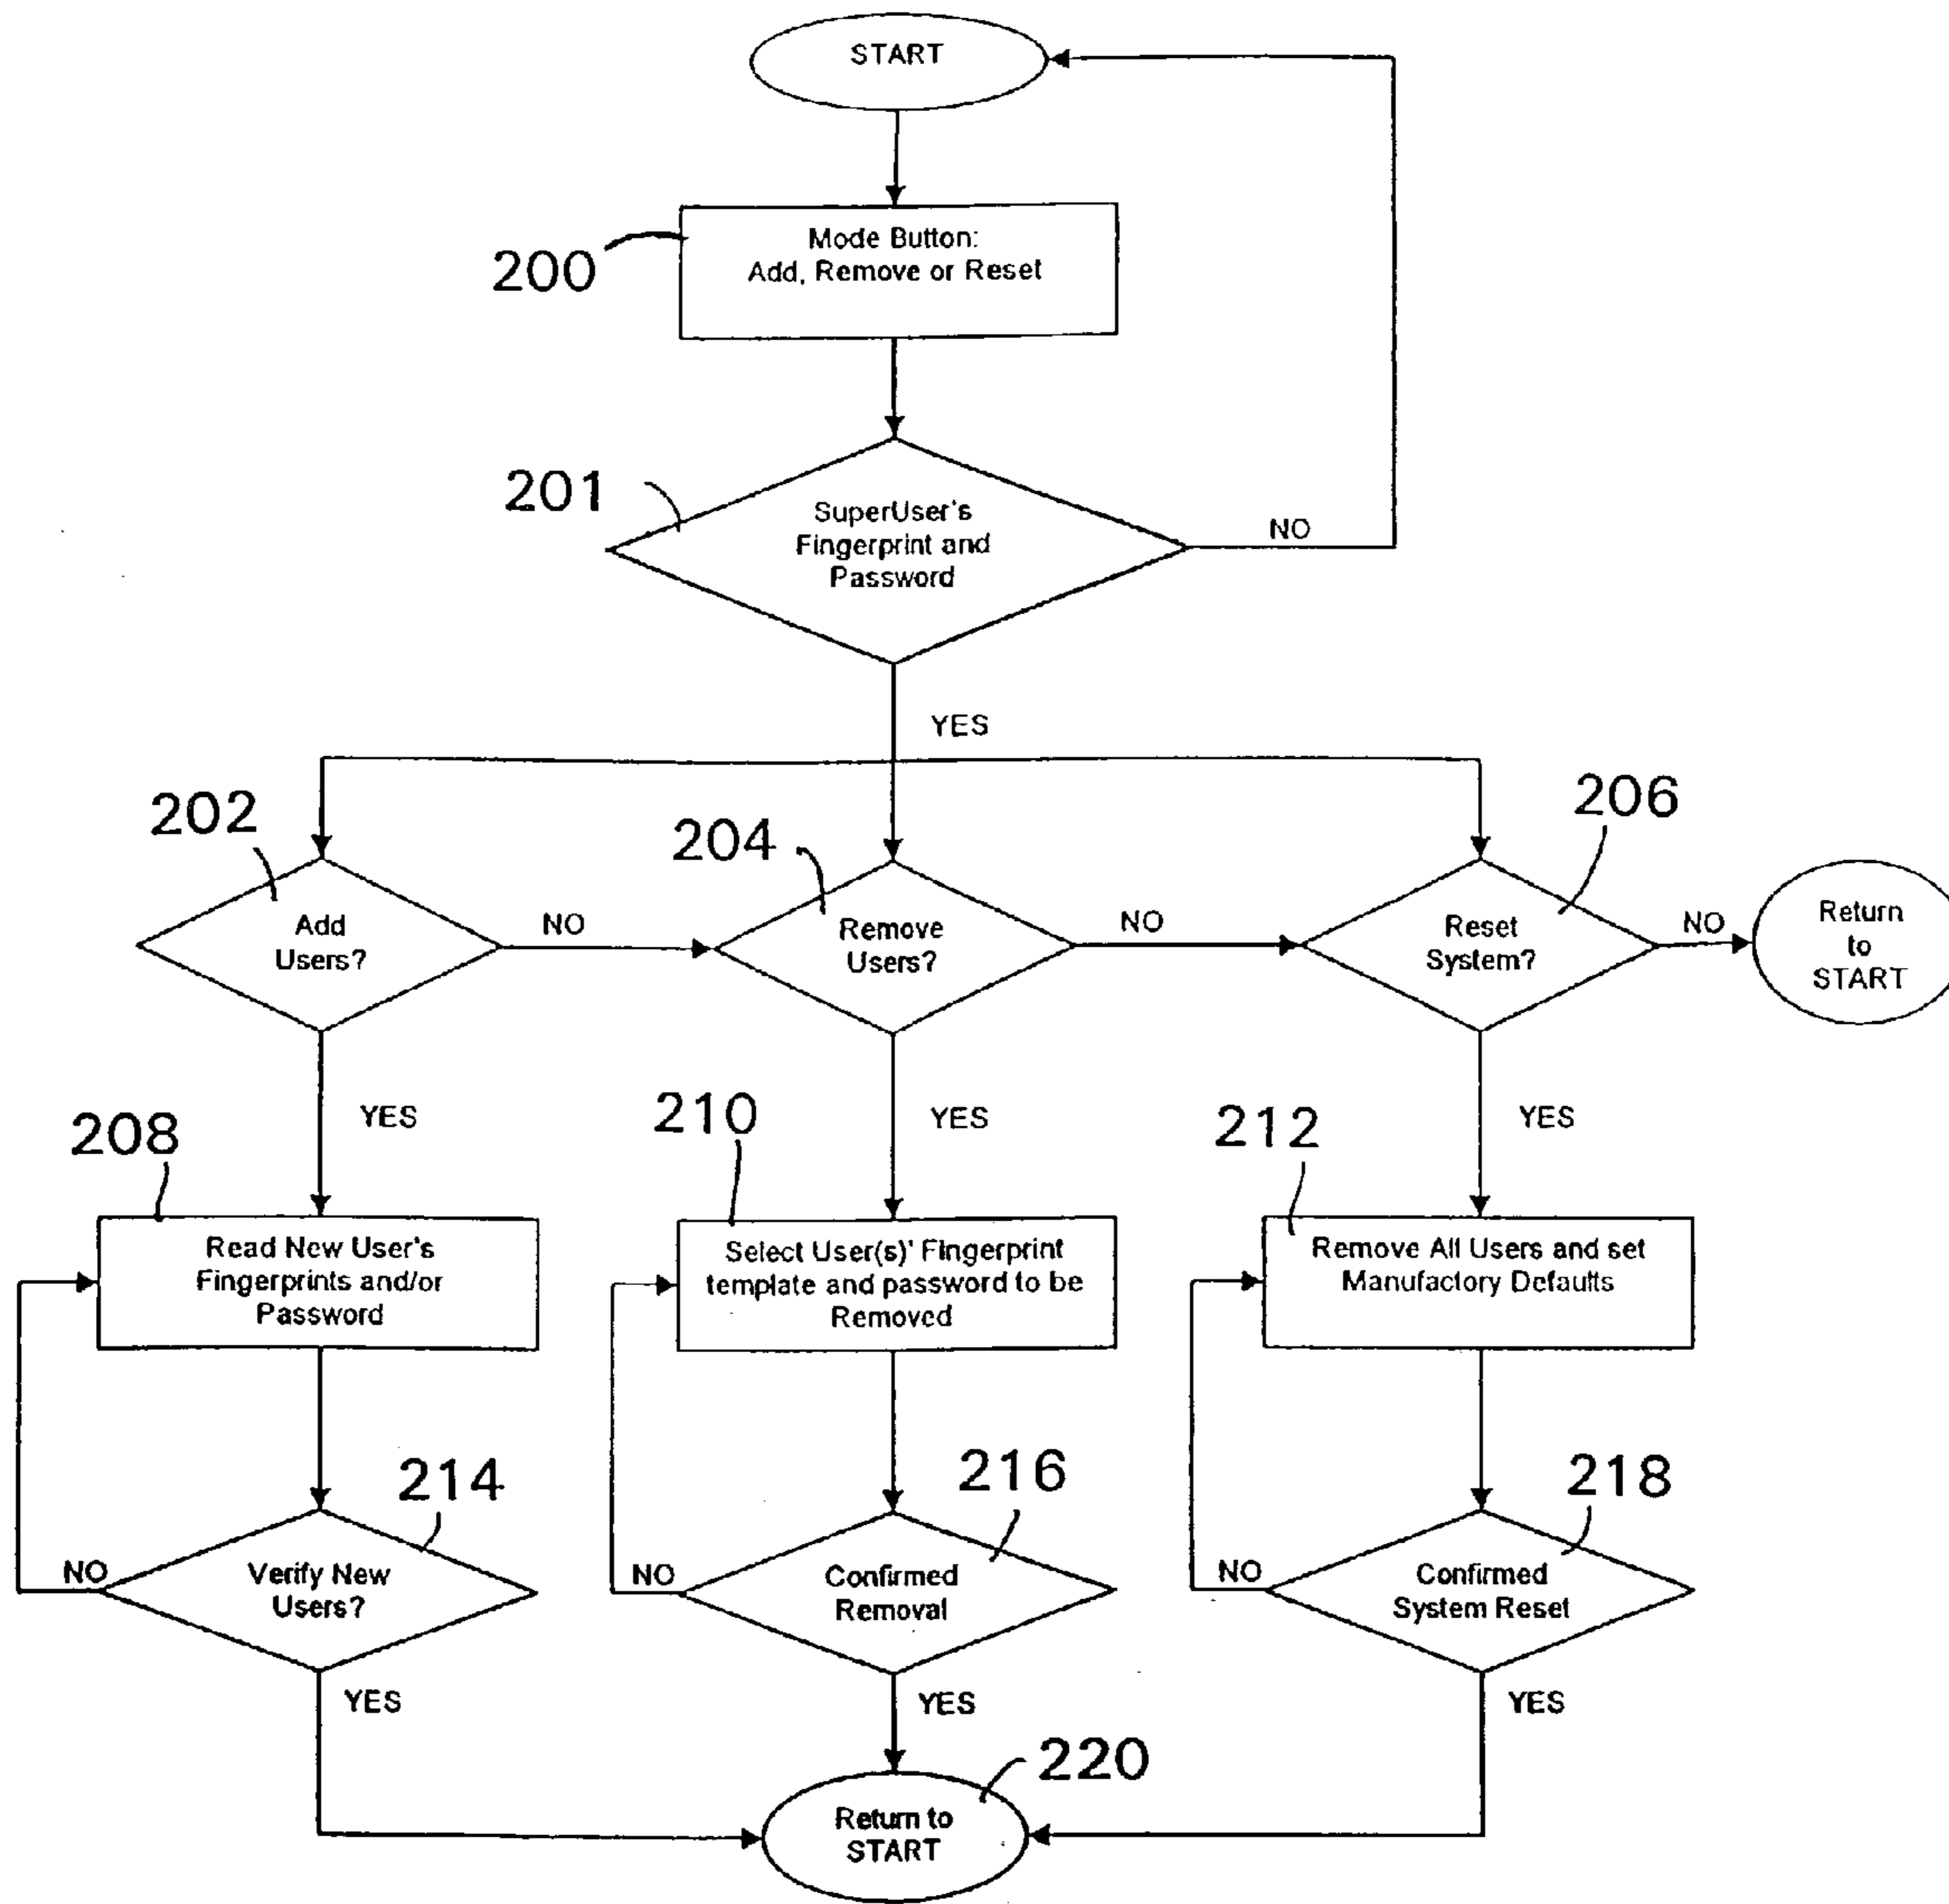 START
200
Mode Button:
Add, Remove or Reset
201
SuperUser's
Fingerprint and
Password
NO
YES
202
204
206
Add
Users?
NO
Remove
Users?
NO
Reset
System?
NO
Return
to
START
YES
YES
YES
208
210
212
Read New User's
Fingerprints and/or
Password
Select User(s)' Fingerprint
template and password to be
Removed
Remove All Users and set
Manufactory Defaults
214
216
218
NO
Verify New
Users?
NO
Confirmed
Removal
NO
Confirmed
System Reset
YES
YES
YES
220
Return to
START